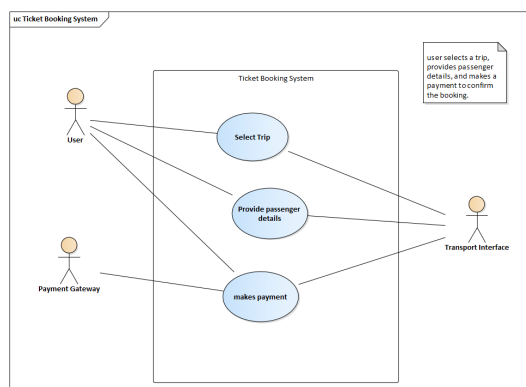 uc Ticket Booking System
user selects a trip,
provides passenger
details, and makes a
payment to confirm
the booking.
Ticket Booking System
User
Select Trip
Provide passenger
details
Transport Interface
Payment Gateway
makes payment